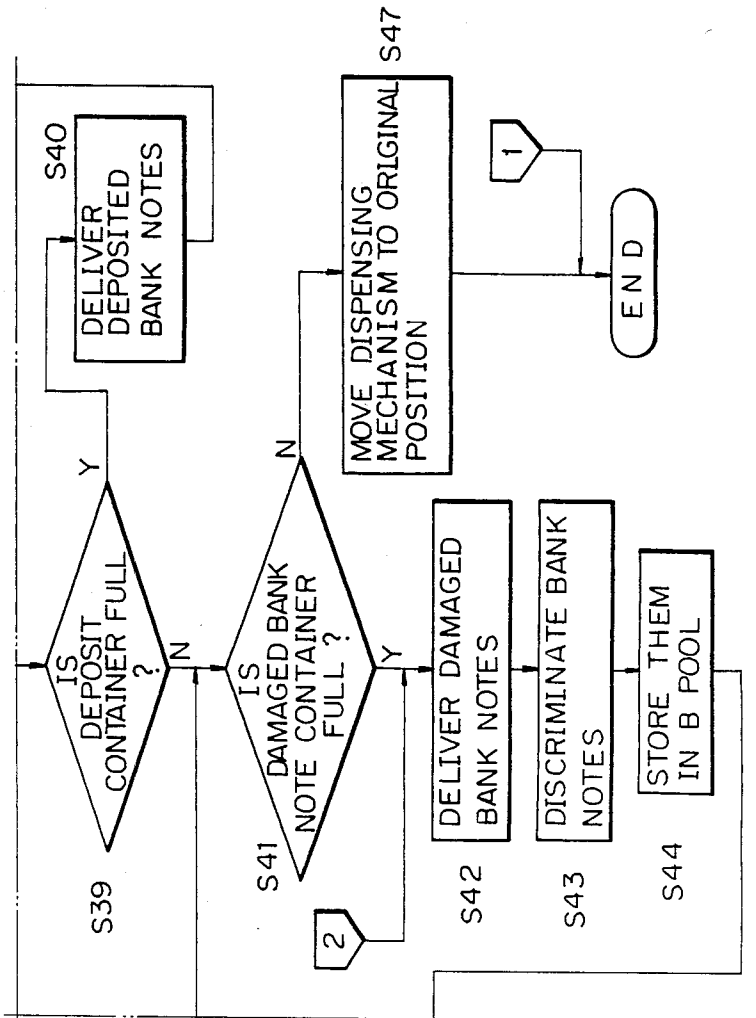 S39
IS
DEPOSIT
CONTAINER FULL
?
Y
N
S40
DELIVER
DEPOSITED
BANK NOTES
S41
IS
DAMAGED BANK
NOTE CONTAINER
FULL ?
N
Y
S47
MOVE DISPENSING
MECHANISM TO ORIGINAL
POSITION
1
END
2
S42
DELIVER DAMAGED
BANK NOTES
S43
DISCRIMINATE BANK
NOTES
S44
STORE THEM
IN B POOL